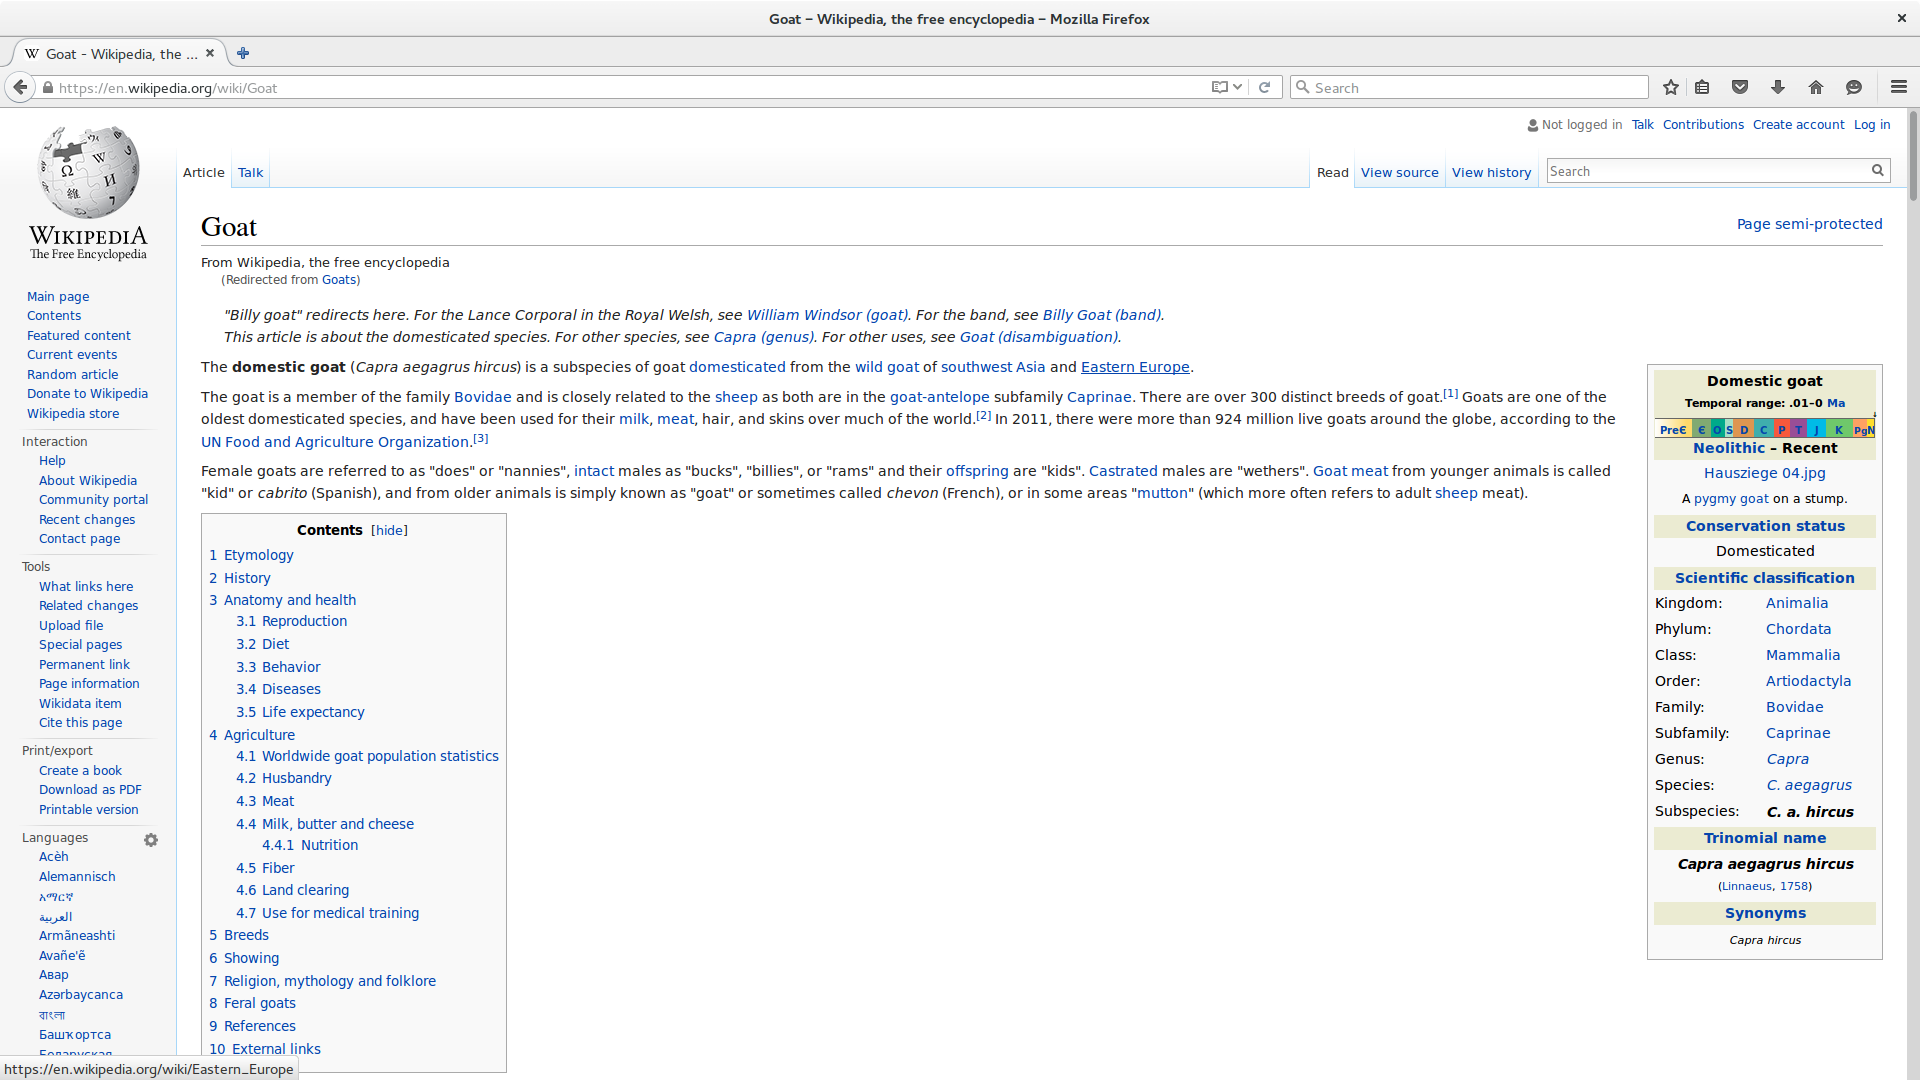 Goat – Wikipedia, the free encyclopedia – Mozilla Firefox
Goat - Wikipedia, the ...
https://en.wikipedia.org/wiki/Goat
Search
Not logged in Talk Contributions Create account Log in
Article Talk
Read View source View history
Search
WIKIPEDIA
The Free Encyclopedia
Main page
Contents
Featured content
Current events
Random article
Donate to Wikipedia
Wikipedia store
Interaction
Help
About Wikipedia
Community portal
Recent changes
Contact page
Tools
What links here
Related changes
Upload file
Special pages
Permanent link
Page information
Wikidata item
Cite this page
Print/export
Create a book
Download as PDF
Printable version
Languages
Acèh
Alemannisch
አማርኛ
العربية
Armãneashti
Avañe'ẽ
Авар
Azərbaycanca
বাংলা
Башҡортса
Беларуская
Goat
Page semi-protected
From Wikipedia, the free encyclopedia
(Redirected from Goats)
"Billy goat" redirects here. For the Lance Corporal in the Royal Welsh, see William Windsor (goat). For the band, see Billy Goat (band).
This article is about the domesticated species. For other species, see Capra (genus). For other uses, see Goat (disambiguation).
The domestic goat (Capra aegagrus hircus) is a subspecies of goat domesticated from the wild goat of southwest Asia and Eastern Europe.
The goat is a member of the family Bovidae and is closely related to the sheep as both are in the goat-antelope subfamily Caprinae. There are over 300 distinct breeds of goat.[1] Goats are one of the
oldest domesticated species, and have been used for their milk, meat, hair, and skins over much of the world.[2] In 2011, there were more than 924 million live goats around the globe, according to the
UN Food and Agriculture Organization.[3]
Female goats are referred to as "does" or "nannies", intact males as "bucks", "billies", or "rams" and their offspring are "kids". Castrated males are "wethers". Goat meat from younger animals is called
"kid" or cabrito (Spanish), and from older animals is simply known as "goat" or sometimes called chevon (French), or in some areas "mutton" (which more often refers to adult sheep meat).
Contents [hide]
1 Etymology
2 History
3 Anatomy and health
3.1 Reproduction
3.2 Diet
3.3 Behavior
3.4 Diseases
3.5 Life expectancy
4 Agriculture
4.1 Worldwide goat population statistics
4.2 Husbandry
4.3 Meat
4.4 Milk, butter and cheese
4.4.1 Nutrition
4.5 Fiber
4.6 Land clearing
4.7 Use for medical training
5 Breeds
6 Showing
7 Religion, mythology and folklore
8 Feral goats
9 References
10 External links
Domestic goat
Temporal range: .01–0 Ma
↓
PreЄ Є O S D C P T J K Pg N
Neolithic – Recent
Hausziege 04.jpg
A pygmy goat on a stump.
Conservation status
Domesticated
Scientific classification
Kingdom: Animalia
Phylum: Chordata
Class: Mammalia
Order: Artiodactyla
Family: Bovidae
Subfamily: Caprinae
Genus: Capra
Species: C. aegagrus
Subspecies: C. a. hircus
Trinomial name
Capra aegagrus hircus
(Linnaeus, 1758)
Synonyms
Capra hircus
https://en.wikipedia.org/wiki/Eastern_Europe